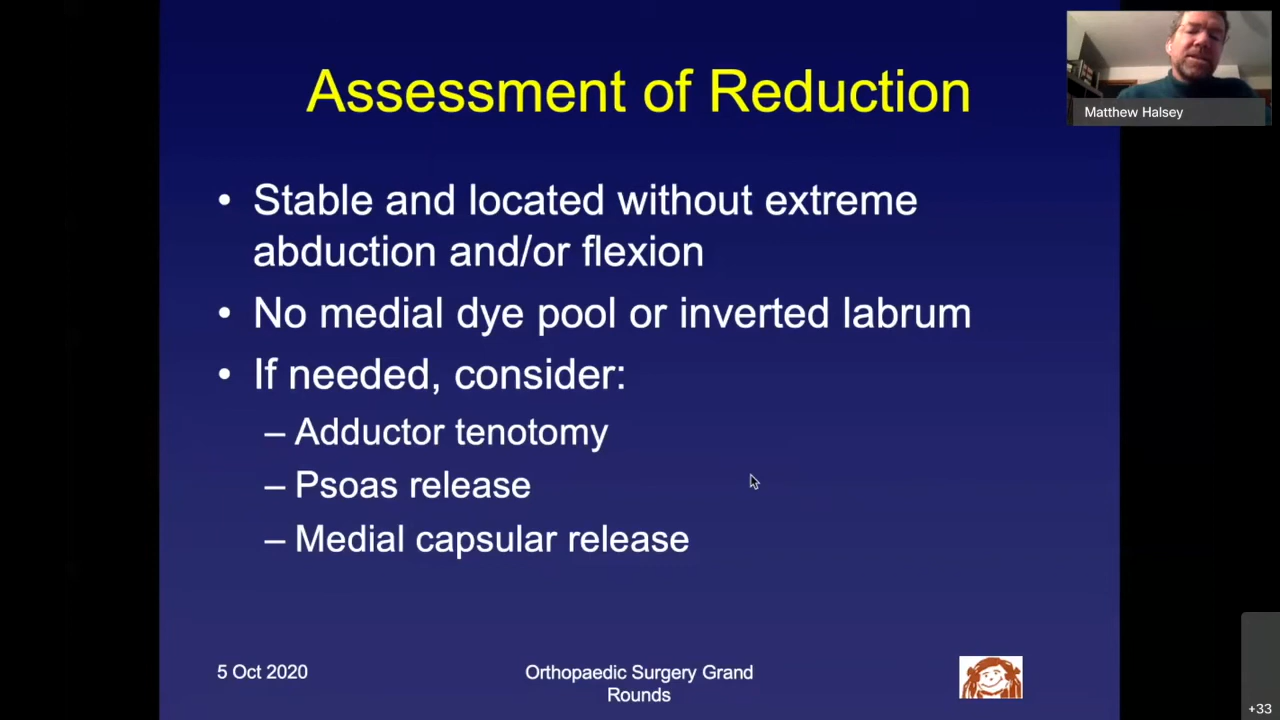 Assessment of Reduction
Matthew Halsey
• Stable and located without extreme
abduction and/or flexion
• No medial dye pool or inverted labrum
• If needed, consider:
– Adductor tenotomy
– Psoas release
– Medial capsular release
5 Oct 2020
Orthopaedic Surgery Grand
Rounds
+33